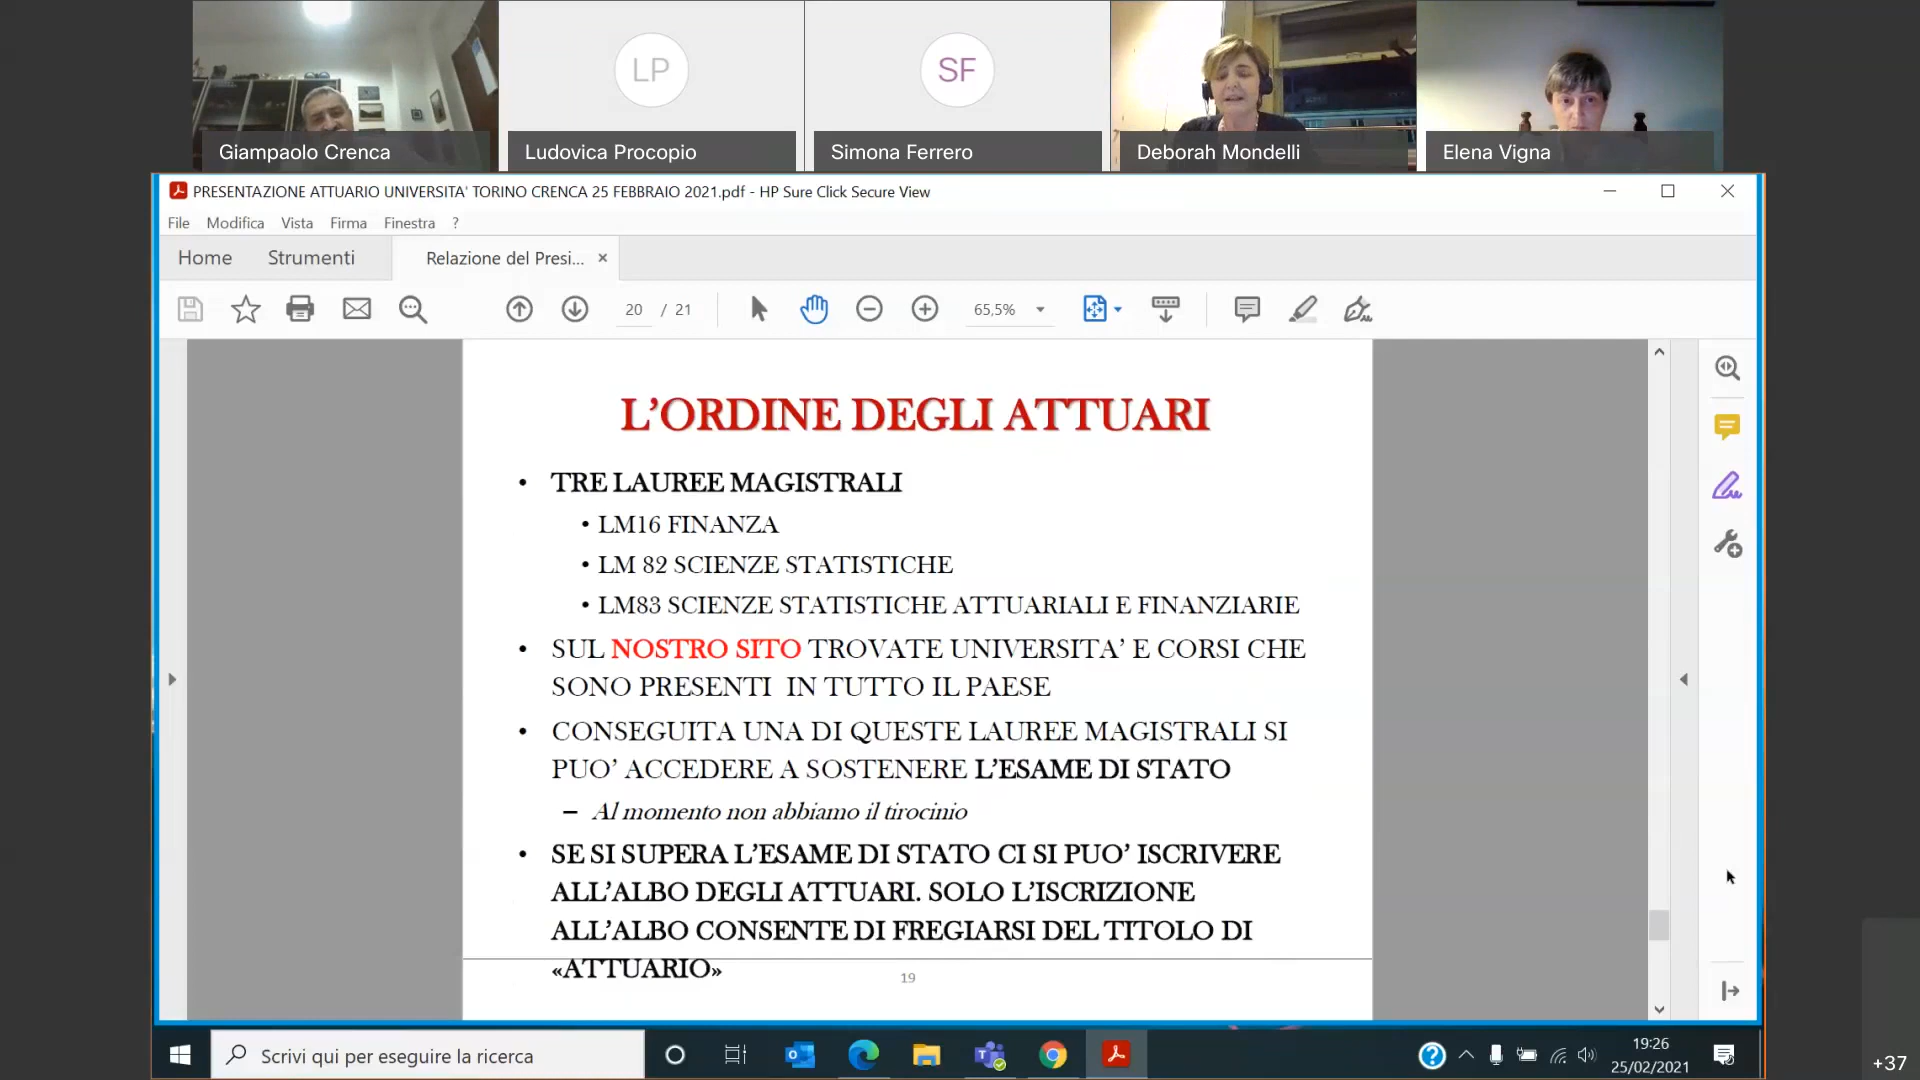 LP
SF
Giampaolo Crenca
Ludovica Procopio
Simona Ferrero
Deborah Mondelli
Elena Vigna
PRESENTAZIONE ATTUARIO UNIVERSITA' TORINO CRENCA 25 FEBBRAIO 2021.pdf - HP Sure Click Secure View
File Modifica Vista Firma Finestra ?
Home Strumenti Relazione del Presi... ×
20 / 21 65,5%
L'ORDINE DEGLI ATTUARI
• TRE LAUREE MAGISTRALI
• LM16 FINANZA
• LM 82 SCIENZE STATISTICHE
• LM83 SCIENZE STATISTICHE ATTUARIALI E FINANZIARIE
• SUL NOSTRO SITO TROVATE UNIVERSITA' E CORSI CHE
SONO PRESENTI IN TUTTO IL PAESE
• CONSEGUITA UNA DI QUESTE LAUREE MAGISTRALI SI
PUO' ACCEDERE A SOSTENERE L'ESAME DI STATO
– Al momento non abbiamo il tirocinio
• SE SI SUPERA L'ESAME DI STATO CI SI PUO' ISCRIVERE
ALL'ALBO DEGLI ATTUARI. SOLO L'ISCRIZIONE
ALL'ALBO CONSENTE DI FREGIARSI DEL TITOLO DI
«ATTUARIO»
19
Scrivi qui per eseguire la ricerca
19:26
25/02/2021
+37